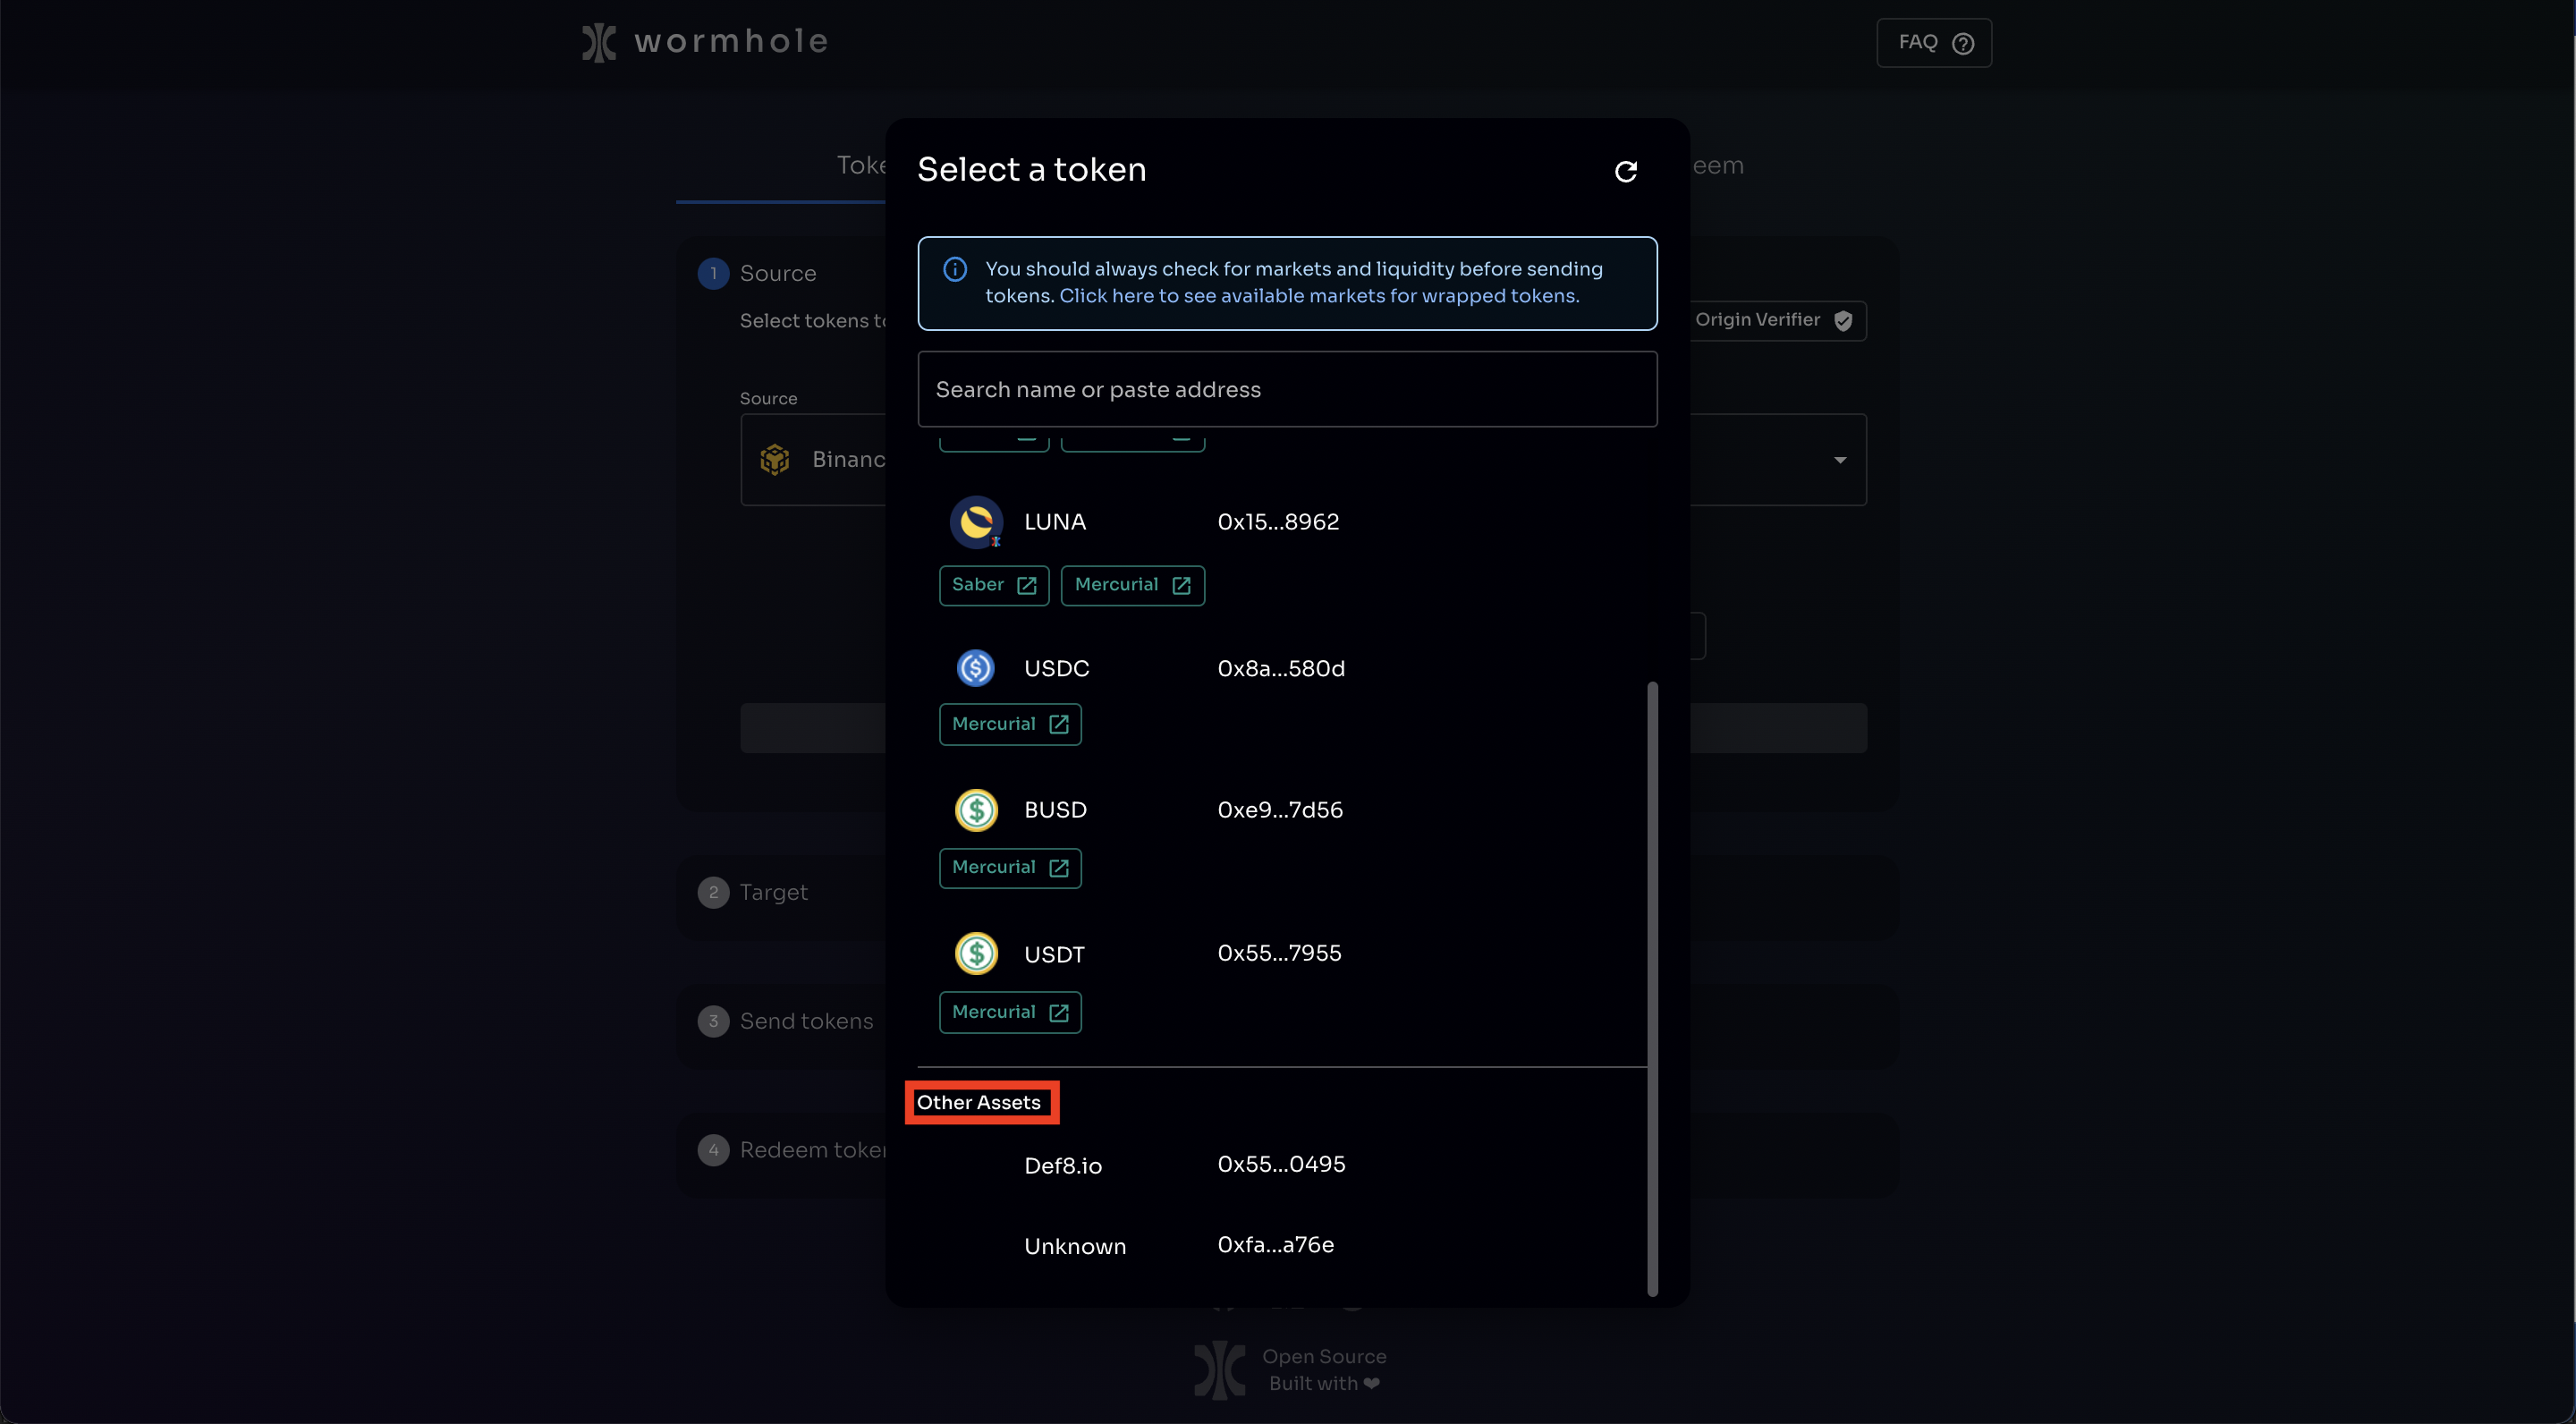 wormhole
FAQ
Toke
eem
Select a token
You should always check for markets and liquidity before sending
tokens. Click here to see available markets for wrapped tokens.
1 Source
Select tokens to
Origin Verifier
Search name or paste address
Source
Binanc
LUNA 0x15...8962
Saber Mercurial
USDC 0x8a...580d
Mercurial
BUSD 0xe9...7d56
Mercurial
2 Target
USDT 0x55...7955
Mercurial
3 Send tokens
Other Assets
4 Redeem token
Def8.io 0x55...0495
Unknown 0xfa...a76e
Open Source
Built with ❤